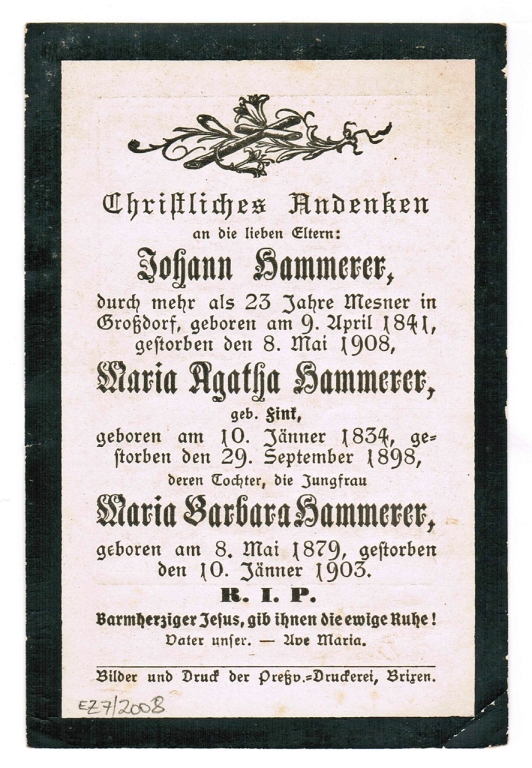 Christliches Andenken
an die lieben Eltern:
Johann Hammerer,
durch mehr als 23 Jahre Mesner in
Großdorf, geboren am 9. April 1841,
gestorben den 8. Mai 1908,
Maria Agatha Hammerer,
geb. Fink,
geboren am 10. Jänner 1834, ge-
storben den 29. September 1898,
deren Tochter, die Jungfrau
Maria Barbara Hammerer,
geboren am 8. Mai 1879, gestorben
den 10. Jänner 1903.
R. I. P.
Barmherziger Jesus, gib ihnen die ewige Ruhe!
Vater unser. — Ave Maria.
Bilder und Druck der Preßv.-Druckerei, Brixen.
EZ7/2008